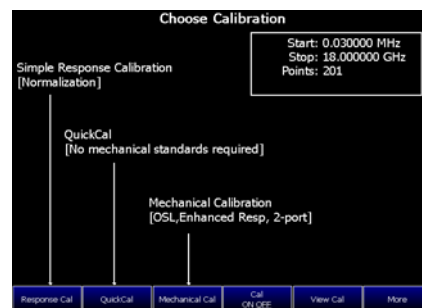 Choose Calibration
Start: 0.030000 MHz
Stop: 18.000000 GHz
Points: 201
Simple Response Calibration
[Normalization]
QuickCal
[No mechanical standards required]
Mechanical Calibration
[OSL,Enhanced Resp, 2-port]
Response Cal
QuickCal
Mechanical Cal
Cal
ON OFF
View Cal
More